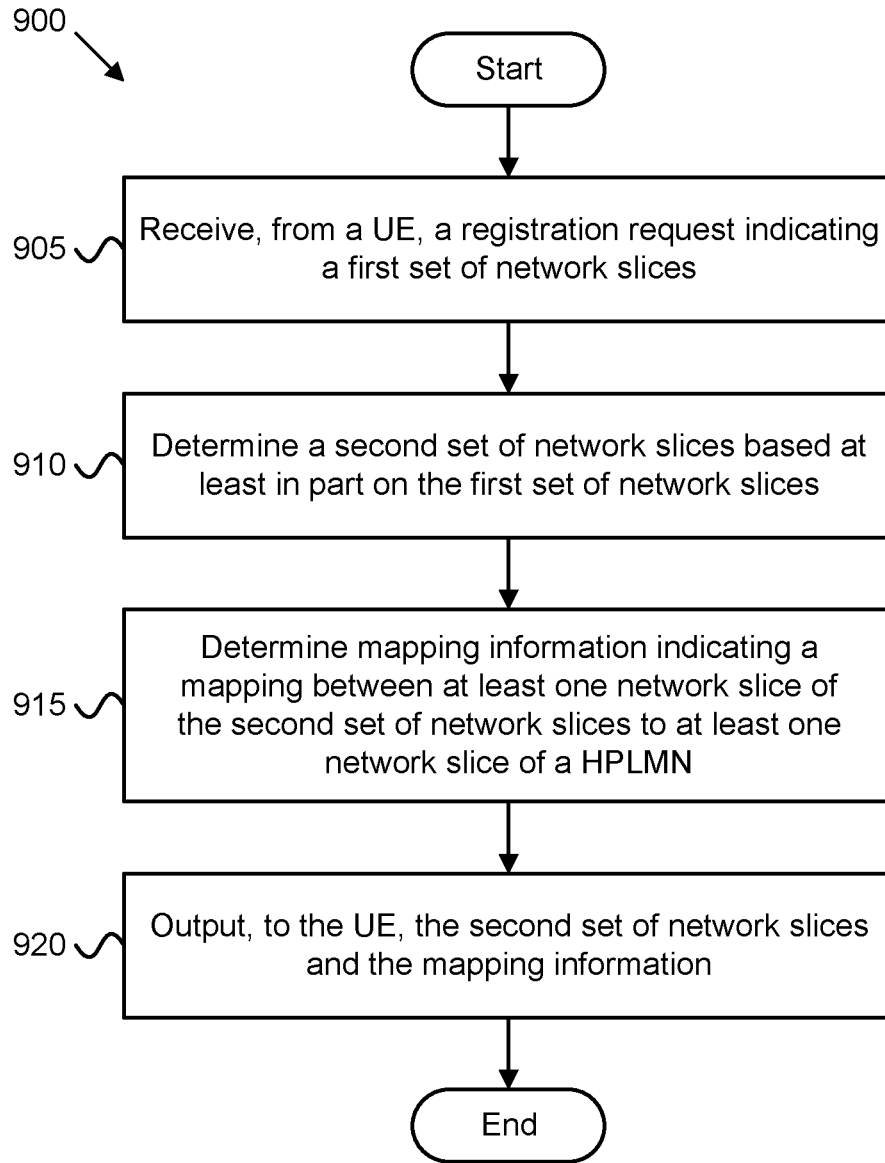 900
Start
905
Receive, from a UE, a registration request indicating
a first set of network slices
910
Determine a second set of network slices based at
least in part on the first set of network slices
915
Determine mapping information indicating a
mapping between at least one network slice of
the second set of network slices to at least one
network slice of a HPLMN
920
Output, to the UE, the second set of network slices
and the mapping information
End